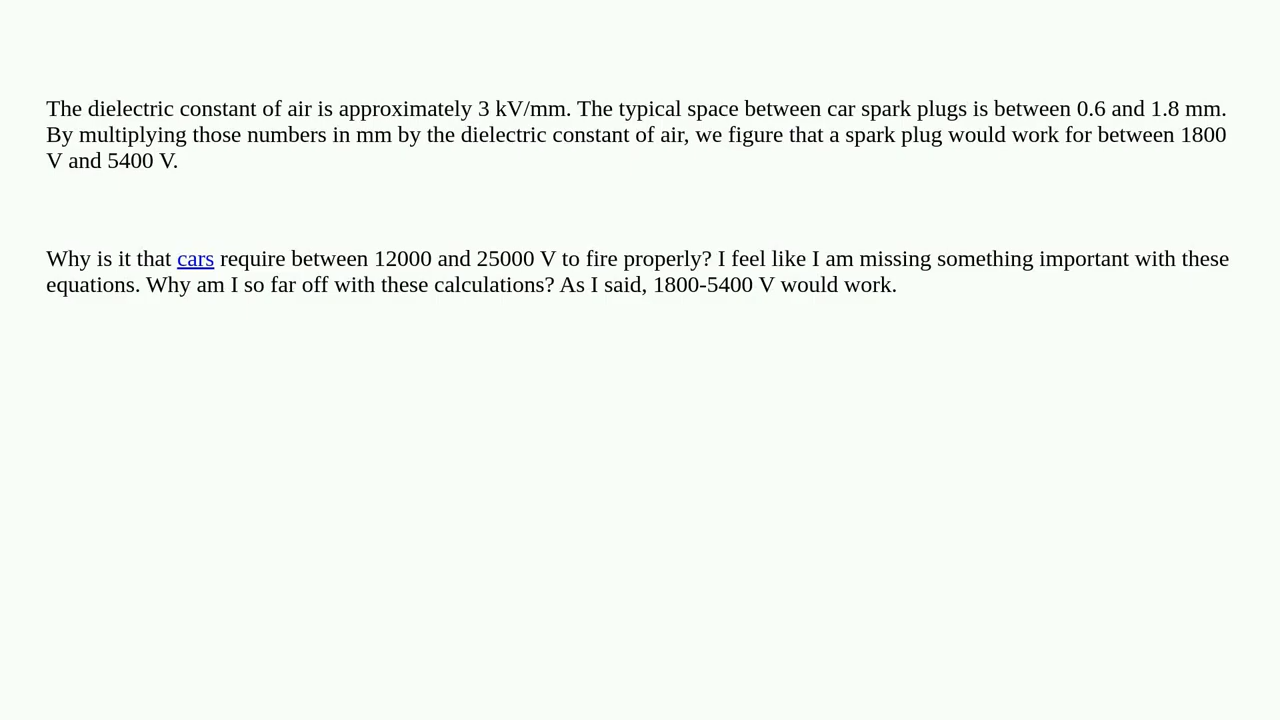 The dielectric constant of air is approximately 3 kV/mm. The typical space between car spark plugs is between 0.6 and 1.8 mm.
By multiplying those numbers in mm by the dielectric constant of air, we figure that a spark plug would work for between 1800
V and 5400 V.
Why is it that cars require between 12000 and 25000 V to fire properly? I feel like I am missing something important with these
equations. Why am I so far off with these calculations? As I said, 1800-5400 V would work.